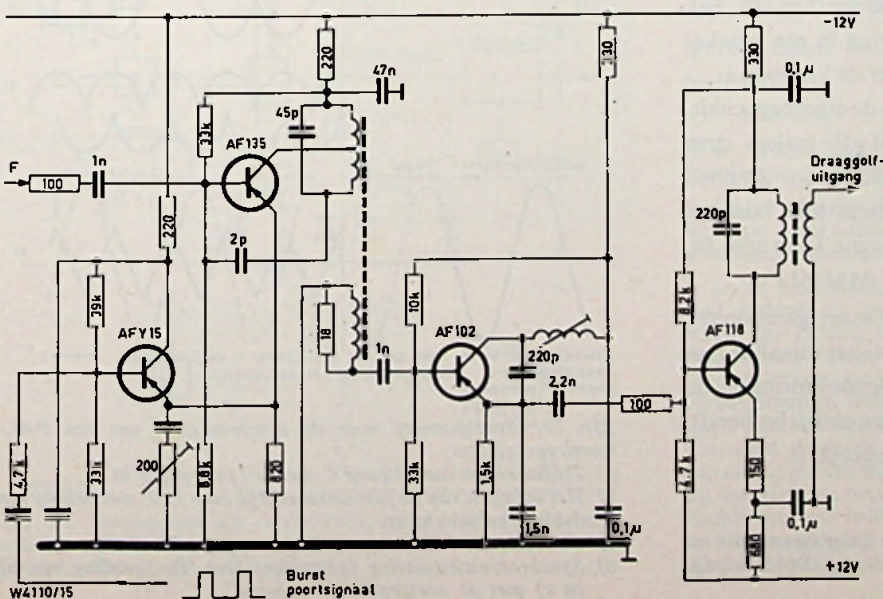 -12V
220
330
0,1µ
47n
45p
33k
AF135
F
100
1n
220
2p
Draaggolf-
uitgang
220p
39k
18
10k
8,2k
AFY15
1n
AF102
220p
AF118
2,2n
100
4,7k
33k
200
6,8k
820
33k
1,5k
4,7k
150
1,5n
0,1µ
0,1µ
680
+12V
W4110/15
Burst
poortsignaal